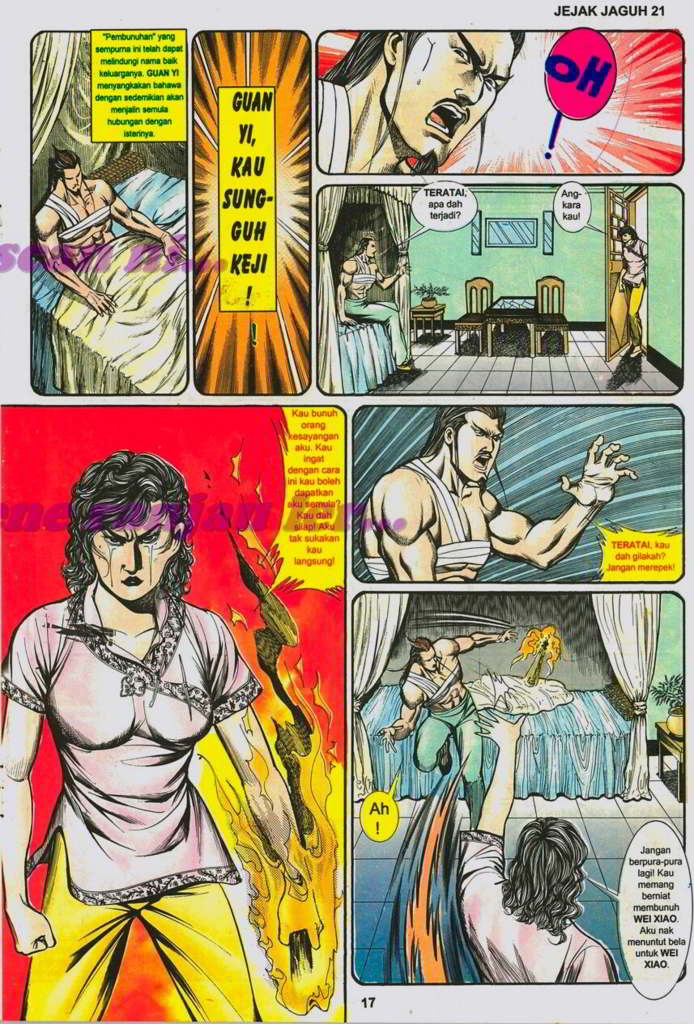 JEJAK JAGUH 21
"Pembunuhan" yang
sempurna ini telah dapat
melindungi nama baik
keluarganya. GUAN YI
menyangkakan bahawa
dengan sedemikian akan
menjalin semula
hubungan dengan
isterinya.
GUAN
YI,
KAU
SUNG-
GUH
KEJI
!
!
OH
!
TERATAI,
apa dah
terjadi?
Ang-
kara
kau!
Kau bunuh
orang
kesayangan
aku. Kau
ingat
dengan cara
ini kau boleh
dapatkan
aku semula?
Kau dah
silap! Aku
tak sukakan
kau
langsung!
TERATAI, kau
dah gilakah?
Jangan merepek!
Ah
!
Jangan
berpura-pura
lagi! Kau
memang
berniat
membunuh
WEI XIAO.
Aku nak
menuntut bela
untuk WEI
XIAO.
17